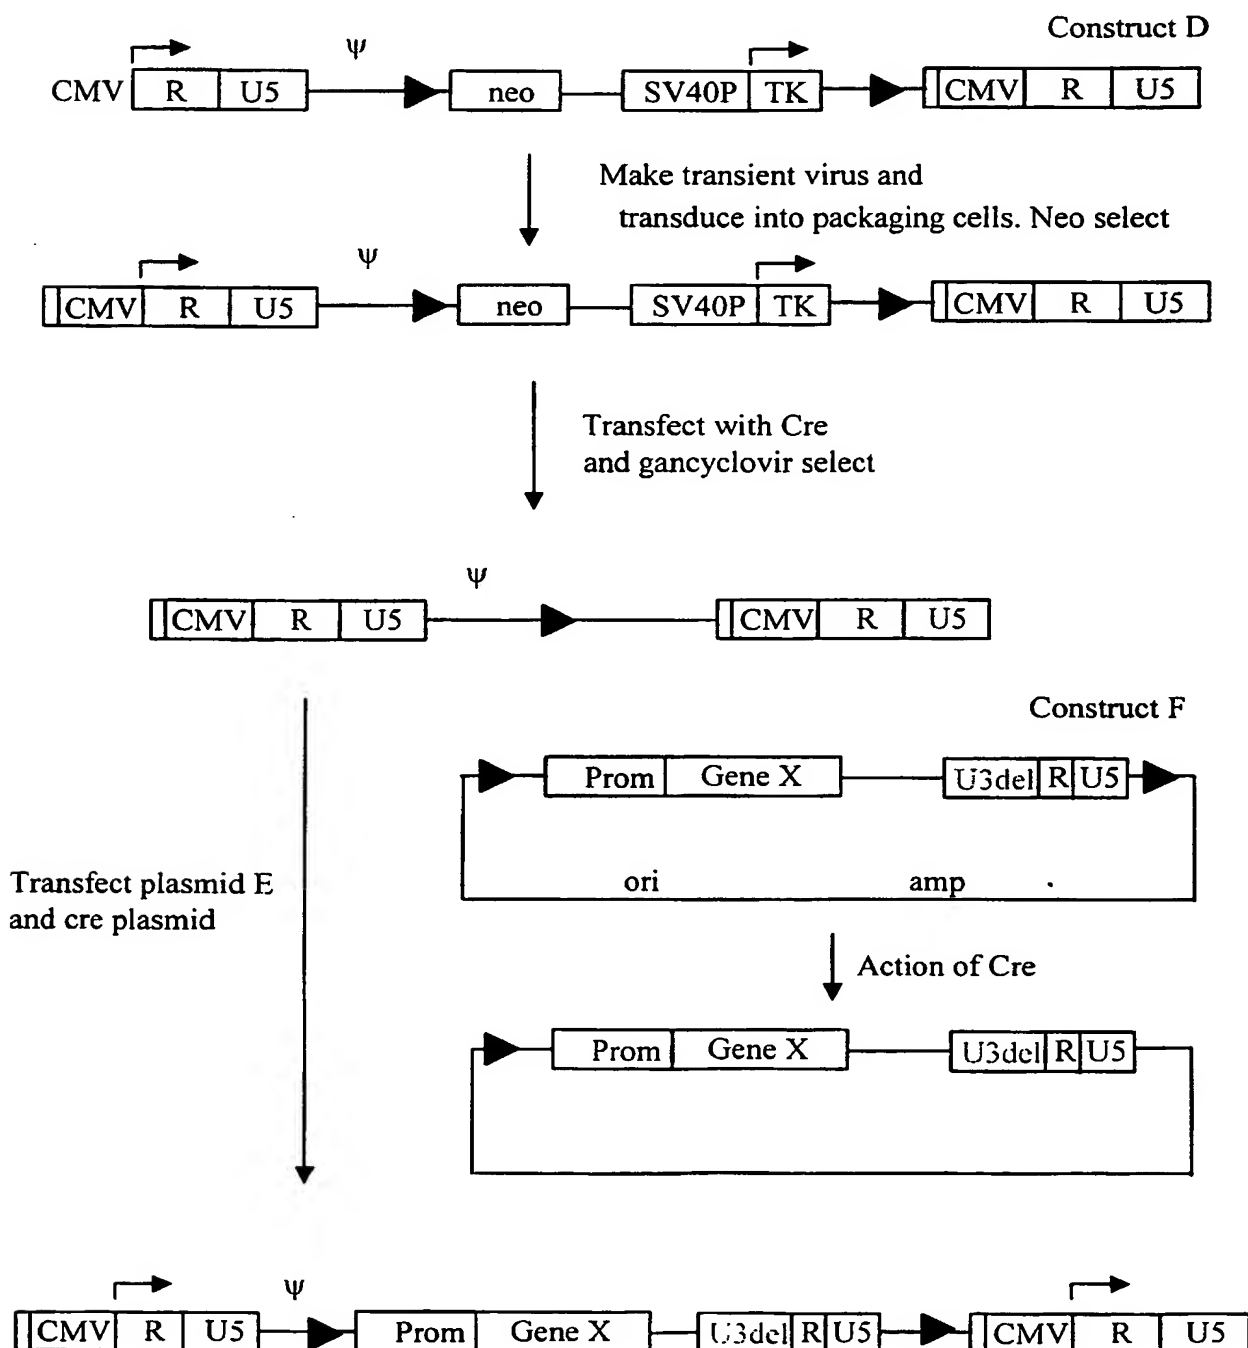 Construct D
ψ
CMV R U5 neo SV40P TK CMV R U5
Make transient virus and
transduce into packaging cells. Neo select
ψ
CMV R U5 neo SV40P TK CMV R U5
Transfect with Cre
and gancyclovir select
ψ
CMV R U5 CMV R U5
Construct F
Prom Gene X U3del R U5
ori amp
Transfect plasmid E
and cre plasmid
Action of Cre
Prom Gene X U3del R U5
ψ
CMV R U5 Prom Gene X U3del R U5 CMV R U5